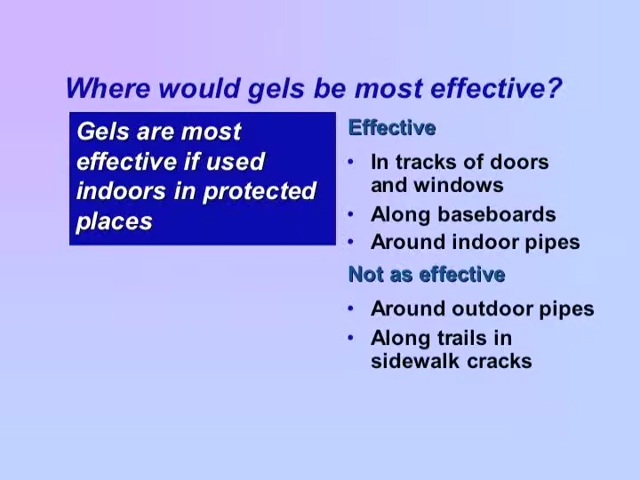 Where would gels be most effective?
Gels are most
effective if used
indoors in protected
places
Effective
• In tracks of doors
and windows
• Along baseboards
• Around indoor pipes
Not as effective
• Around outdoor pipes
• Along trails in
sidewalk cracks